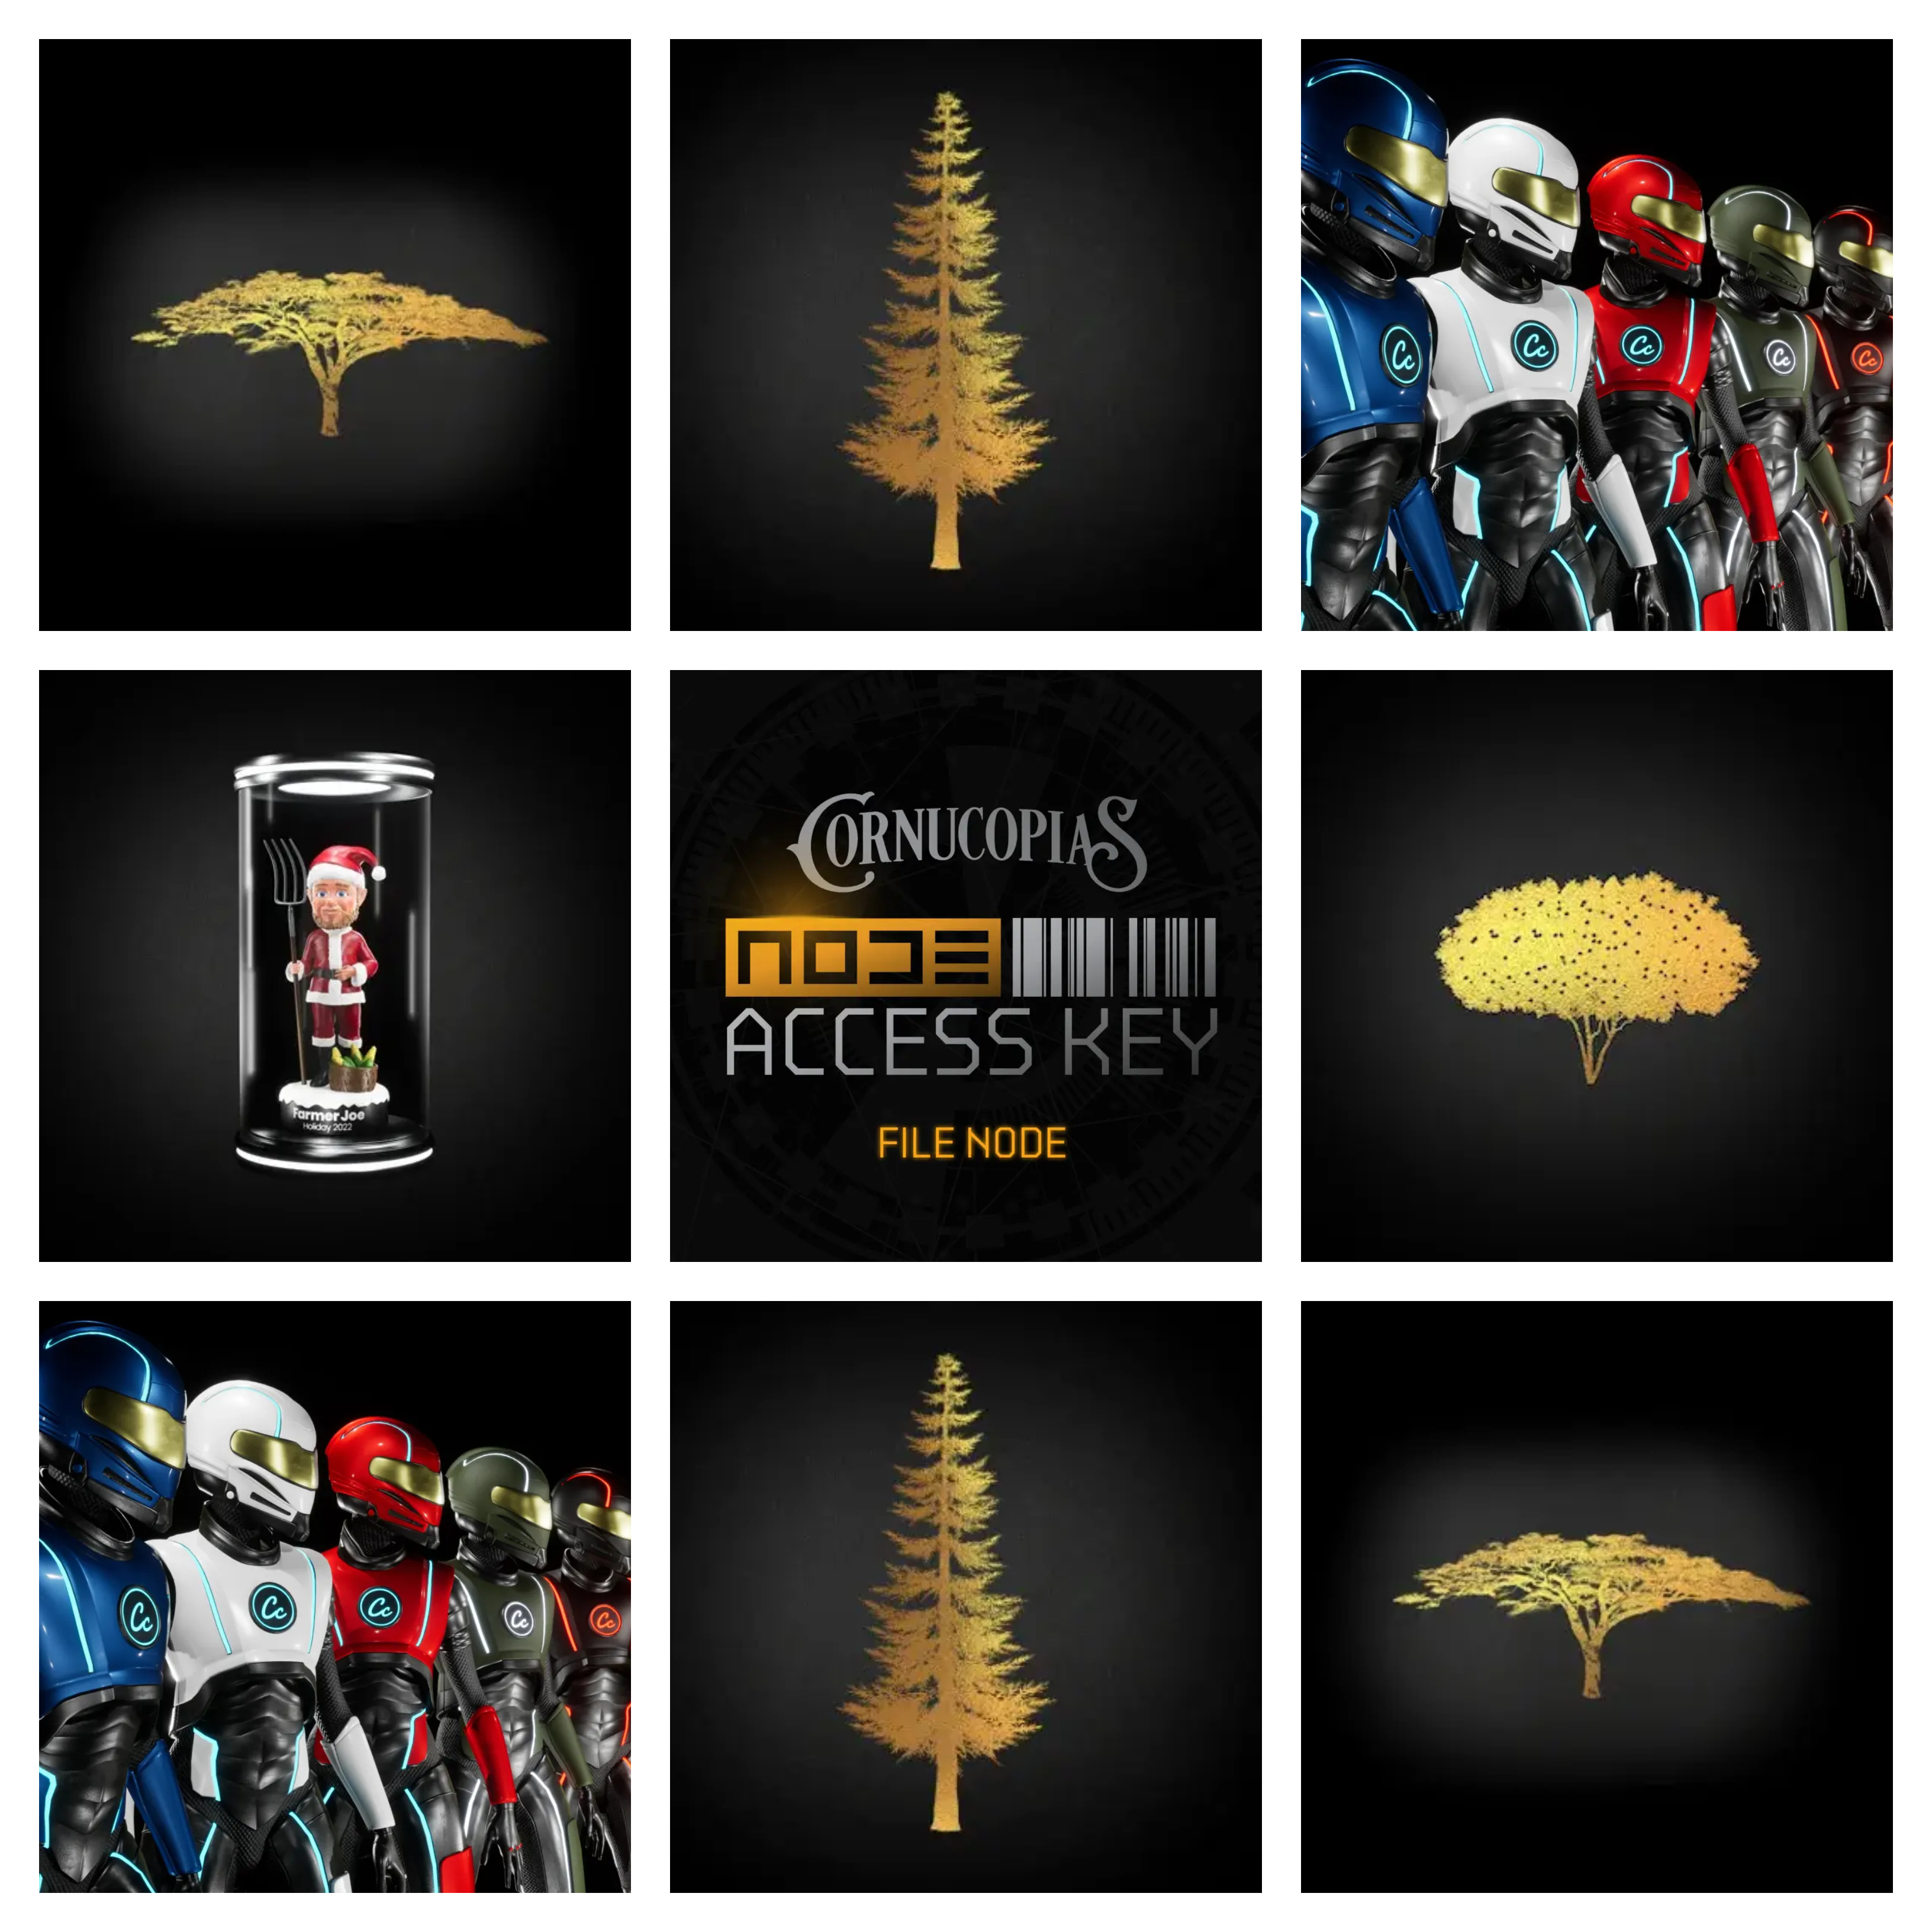 Cc
Cc
Cc
Cc
Cc
Farmer Joe
Holiday 2022
CORNUCOPIAS
NODE
ACCESS KEY
FILE NODE
Cc
Cc
Cc
Cc
Cc